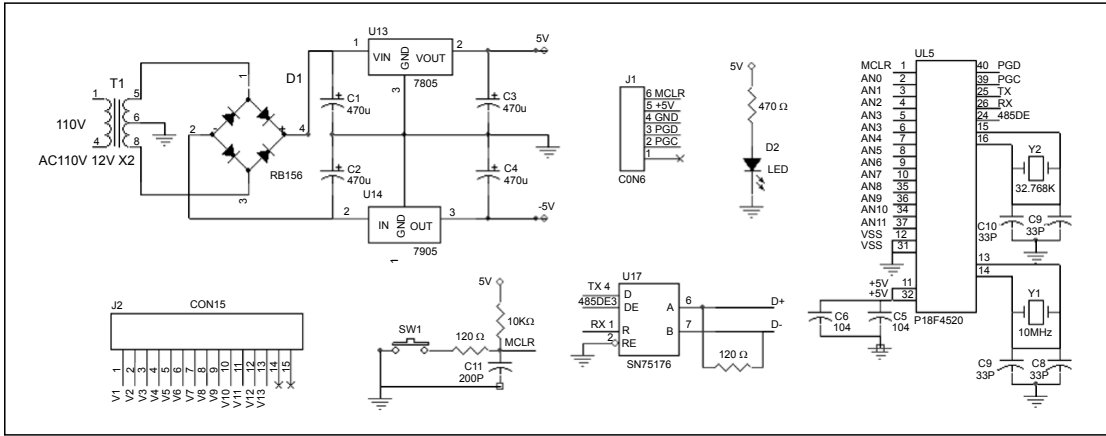 U13
1
VIN
GND
VOUT
2
3
7805
5V
D1
T1
1
5
6
4
8
110V
AC110V 12V X2
1
2
4
3
-
+
RB156
C1
470u
C2
470u
C3
470u
C4
470u
U14
2
IN
GND
OUT
3
7905
1
-5V
J1
6 MCLR
5 +5V
4 GND
3 PGD
2 PGC
1
C0N6
5V
470 Ω
D2
LED
UL5
MCLR 1
AN0 2
AN1 3
AN2 4
AN3 5
AN3 6
AN4 7
AN5 8
AN6 9
AN7 10
AN8 35
AN9 36
AN10 34
AN11 37
VSS 12
VSS 31
+5V 11
+5V 32
40 PGD
39 PGC
25 TX
26 RX
24 485DE
15
16
13
14
P18F4520
Y2
32.768K
C10
33P
C9
33P
Y1
10MHz
C9
33P
C8
33P
C6
104
C5
104
J2
CON15
1 2 3 4 5 6 7 8 9 10 11 12 13 14 15
V1 V2 V3 V4 V5 V6 V7 V8 V9 V10 V11 V12 V13
5V
10KΩ
SW1
120 Ω
MCLR
C11
200P
U17
TX 4
485DE3
RX 1
2
D
DE
R
RE
A
B
6
7
D+
D-
120 Ω
SN75176